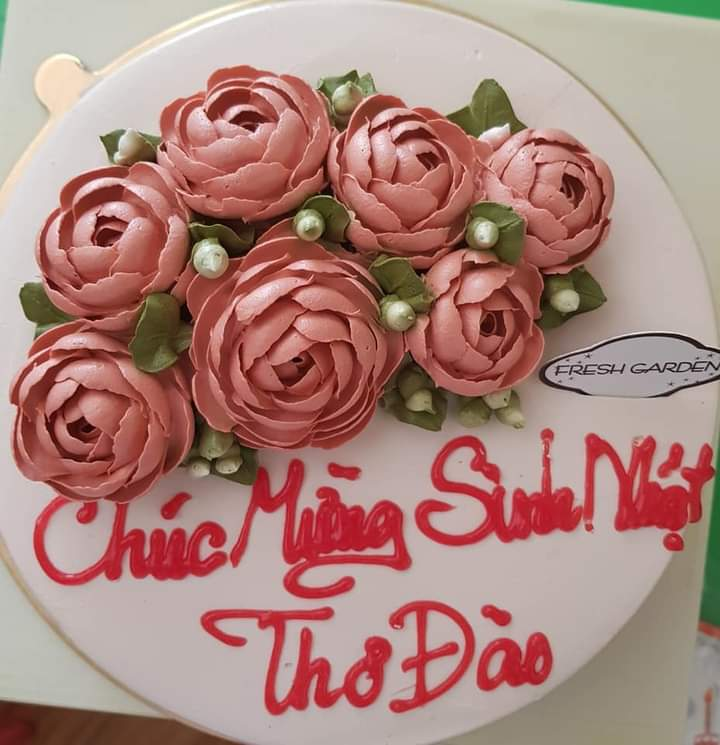 FRESH GARDEN
Chúc Mừng Sinh Nhật
Thơ Đào